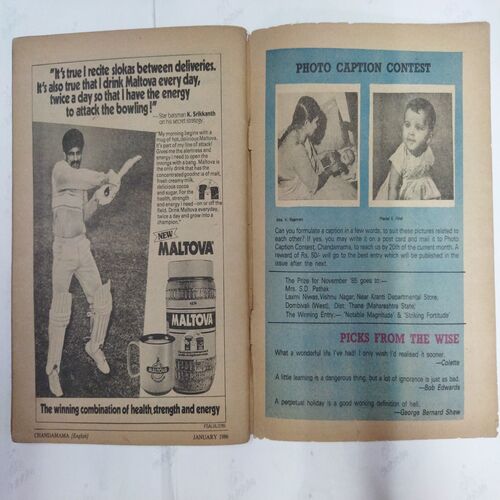 "It's true I recite slokas between deliveries.
It's also true that I drink Maltova every day,
twice a day so that I have the energy
to attack the bowling!"
— Star batsman K. Srikkanth
on his secret strategy.
"My morning begins with a
mug of hot, delicious Maltova.
It's part of my line of attack!
Gives me the alertness and
energy I need to open the
innings with a bang. Maltova is
the only drink that has the
concentrated goodness of malt,
fresh creamy milk,
delicious cocoa
and sugar.
For the
health,
strength
and energy I need - on or off the
field. Drink Maltova everyday,
twice a day and grow into a
champion."
NEW
MALTOVA
MALTOVA
MALTOVA
The winning combination of health, strength and energy
CHANDAMAMA (English)
JANUARY 1986
PHOTO CAPTION CONTEST
Can you formulate a caption in a few words, to suit these pictures related to
each other? If yes, you may write it on a post card and mail it to Photo
Caption Contest, Chandamama, to reach us by 20th of the current month. A
reward of Rs. 50/- will go to the best entry which will be published in the
issue after the next.
The Prize for November '85 goes to:—
Mrs. S.D. Pathak
Laxmi Niwas, Vishnu Nagar, Near Kranti Departmental Store,
Dombivali (West), Dist: Thane (Maharashtra State)
The Winning Entry:— 'Notable Magnitude' & 'Striking Fortitude'
PICKS FROM THE WISE
What a wonderful life I've had! I only wish I'd realised it sooner.
—Colette
A little learning is a dangerous thing, but a lot of ignorance is just as bad.
—Bob Edwards
A perpetual holiday is a good working definition of hell.
—George Bernard Shaw